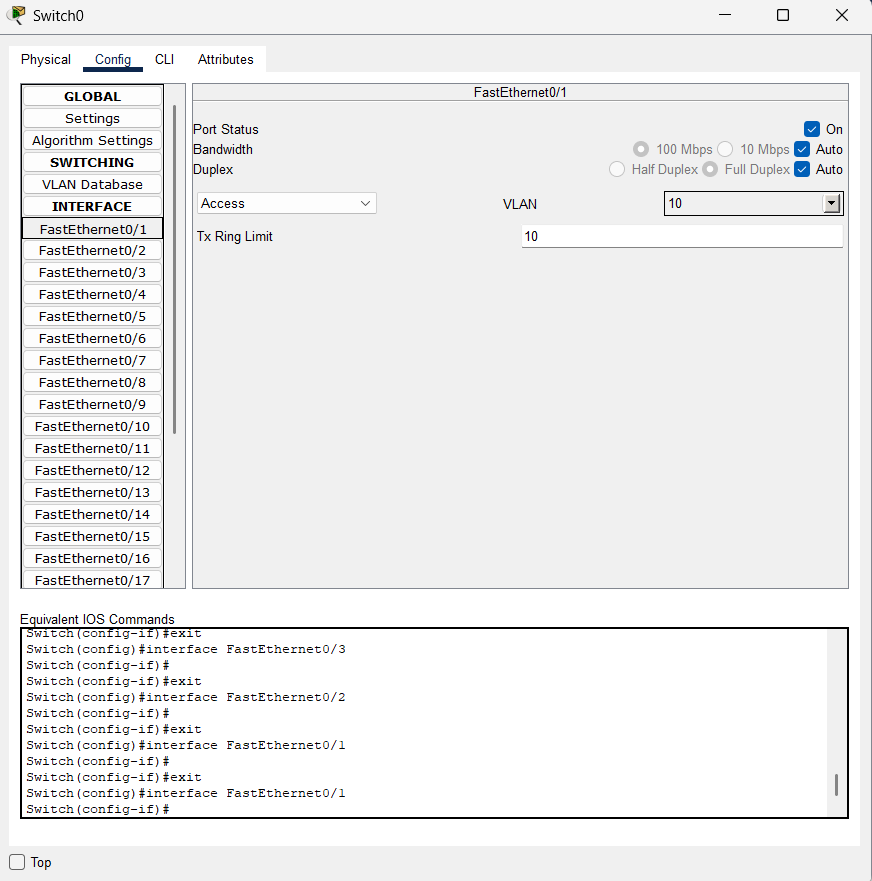 Switch0
Physical Config CLI Attributes
GLOBAL
Settings
Algorithm Settings
SWITCHING
VLAN Database
INTERFACE
FastEthernet0/1
FastEthernet0/2
FastEthernet0/3
FastEthernet0/4
FastEthernet0/5
FastEthernet0/6
FastEthernet0/7
FastEthernet0/8
FastEthernet0/9
FastEthernet0/10
FastEthernet0/11
FastEthernet0/12
FastEthernet0/13
FastEthernet0/14
FastEthernet0/15
FastEthernet0/16
FastEthernet0/17
FastEthernet0/1
Port Status On
Bandwidth 100 Mbps 10 Mbps Auto
Duplex Half Duplex Full Duplex Auto
Access VLAN 10
Tx Ring Limit 10
Equivalent IOS Commands
Switch(config-if)#exit
Switch(config)#interface FastEthernet0/3
Switch(config-if)#
Switch(config-if)#exit
Switch(config)#interface FastEthernet0/2
Switch(config-if)#
Switch(config-if)#exit
Switch(config)#interface FastEthernet0/1
Switch(config-if)#
Switch(config-if)#exit
Switch(config)#interface FastEthernet0/1
Switch(config-if)#
Top